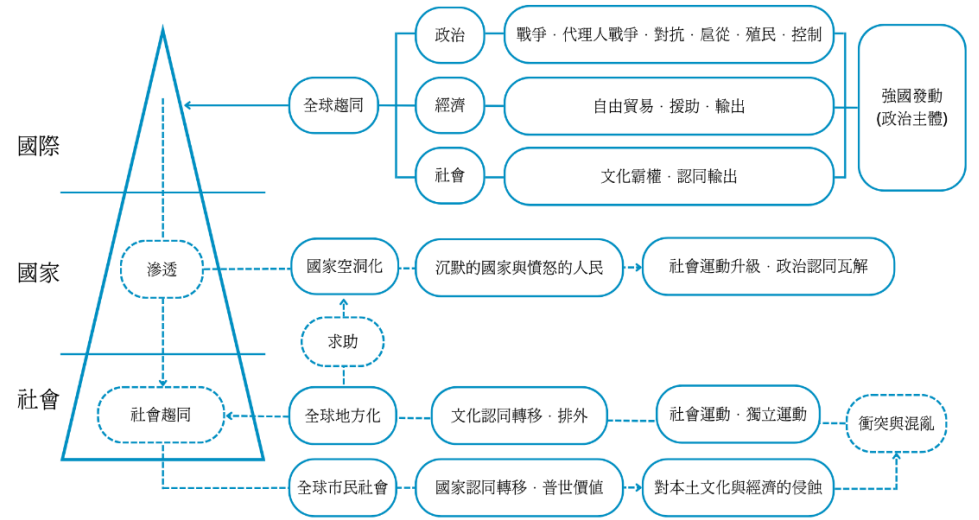 政治
戰爭 · 代理人戰爭 · 對抗 · 扈從 · 殖民 · 控制
全球趨同
經濟
自由貿易 · 援助 · 輸出
強國發動
(政治主體)
國際
社會
文化霸權 · 認同輸出
國家
滲透
國家空洞化
沉默的國家與憤怒的人民
社會運動升級 · 政治認同瓦解
求助
社會
社會趨同
全球地方化
文化認同轉移 · 排外
社會運動 · 獨立運動
衝突與混亂
全球市民社會
國家認同轉移 · 普世價值
對本土文化與經濟的侵蝕